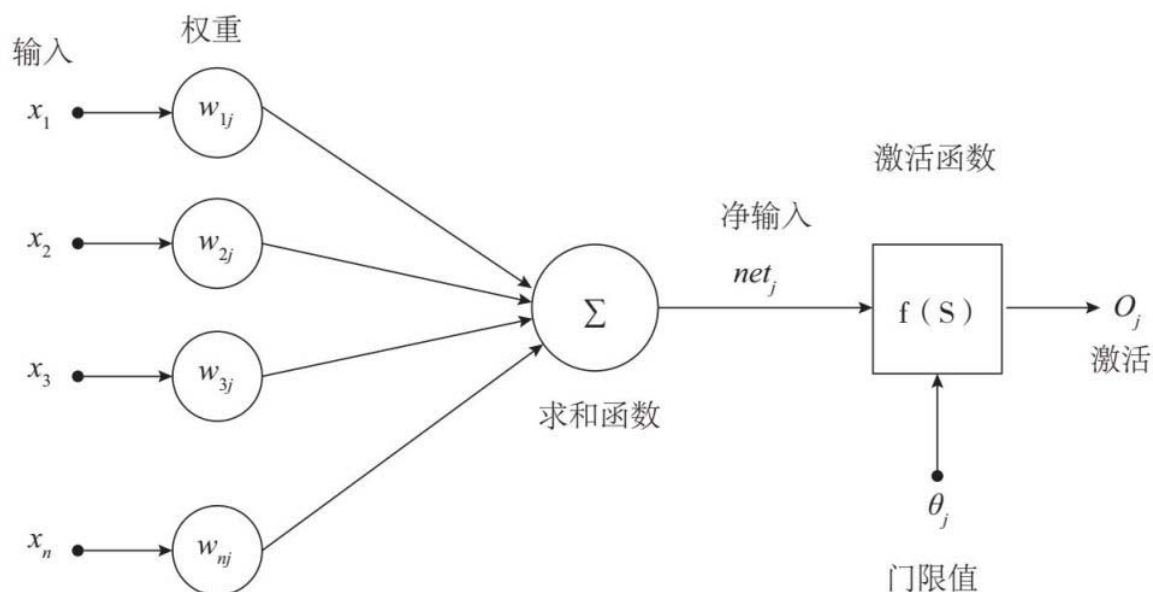 权重
输入
x₁ w₁ⱼ
激活函数
净输入
x₂ w₂ⱼ
netⱼ
Σ f(S) Oⱼ
激活
x₃ w₃ⱼ
求和函数
θⱼ
xₙ wₙⱼ
门限值